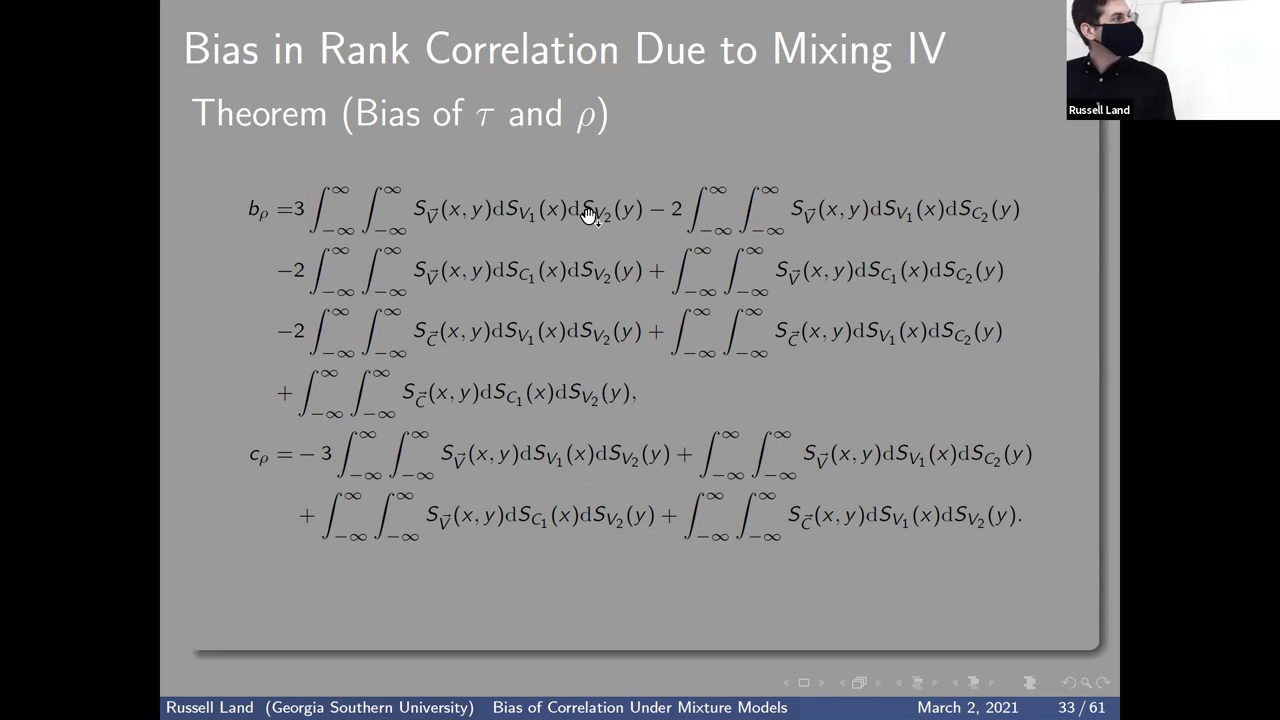 Bias in Rank Correlation Due to Mixing IV
Russell Land
Theorem (Bias of τ and ρ)
b_ρ =3∫_{−∞}^{∞} ∫_{−∞}^{∞} S_{\vec{V}}(x, y)dS_{V_1}(x)dS_{V_2}(y) − 2∫_{−∞}^{∞} ∫_{−∞}^{∞} S_{\vec{V}}(x, y)dS_{V_1}(x)dS_{C_2}(y)
−2∫_{−∞}^{∞} ∫_{−∞}^{∞} S_{\vec{V}}(x, y)dS_{C_1}(x)dS_{V_2}(y) + ∫_{−∞}^{∞} ∫_{−∞}^{∞} S_{\vec{V}}(x, y)dS_{C_1}(x)dS_{C_2}(y)
−2∫_{−∞}^{∞} ∫_{−∞}^{∞} S_{\vec{C}}(x, y)dS_{V_1}(x)dS_{V_2}(y) + ∫_{−∞}^{∞} ∫_{−∞}^{∞} S_{\vec{C}}(x, y)dS_{V_1}(x)dS_{C_2}(y)
+ ∫_{−∞}^{∞} ∫_{−∞}^{∞} S_{\vec{C}}(x, y)dS_{C_1}(x)dS_{V_2}(y),
c_ρ = − 3∫_{−∞}^{∞} ∫_{−∞}^{∞} S_{\vec{V}}(x, y)dS_{V_1}(x)dS_{V_2}(y) + ∫_{−∞}^{∞} ∫_{−∞}^{∞} S_{\vec{V}}(x, y)dS_{V_1}(x)dS_{C_2}(y)
+ ∫_{−∞}^{∞} ∫_{−∞}^{∞} S_{\vec{V}}(x, y)dS_{C_1}(x)dS_{V_2}(y) + ∫_{−∞}^{∞} ∫_{−∞}^{∞} S_{\vec{C}}(x, y)dS_{V_1}(x)dS_{V_2}(y).
Russell Land (Georgia Southern University) Bias of Correlation Under Mixture Models March 2, 2021 33 / 61